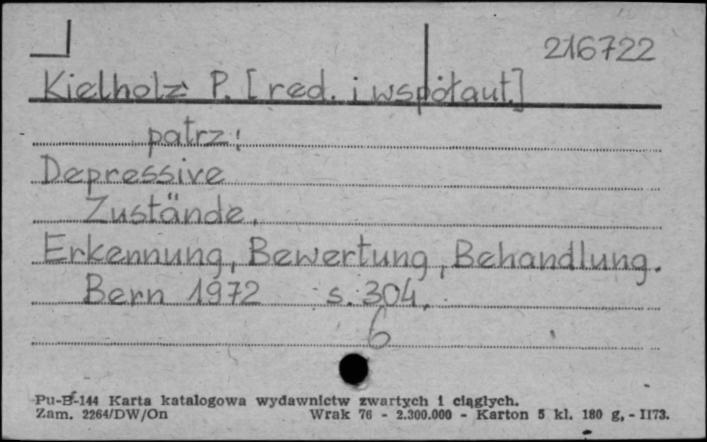 216722
Kielholz P. [red. i współaut.]
patrz:
Depressive
Zustände.
Erkennung, Bewertung, Behandlung.
Bern 1972 s. 304.
6
Pu-B-144 Karta katalogowa wydawnictw zwartych i ciągłych.
Zam. 2264/DW/On Wrak 76 - 2.300.000 - Karton 5 kl. 180 g, - II73.